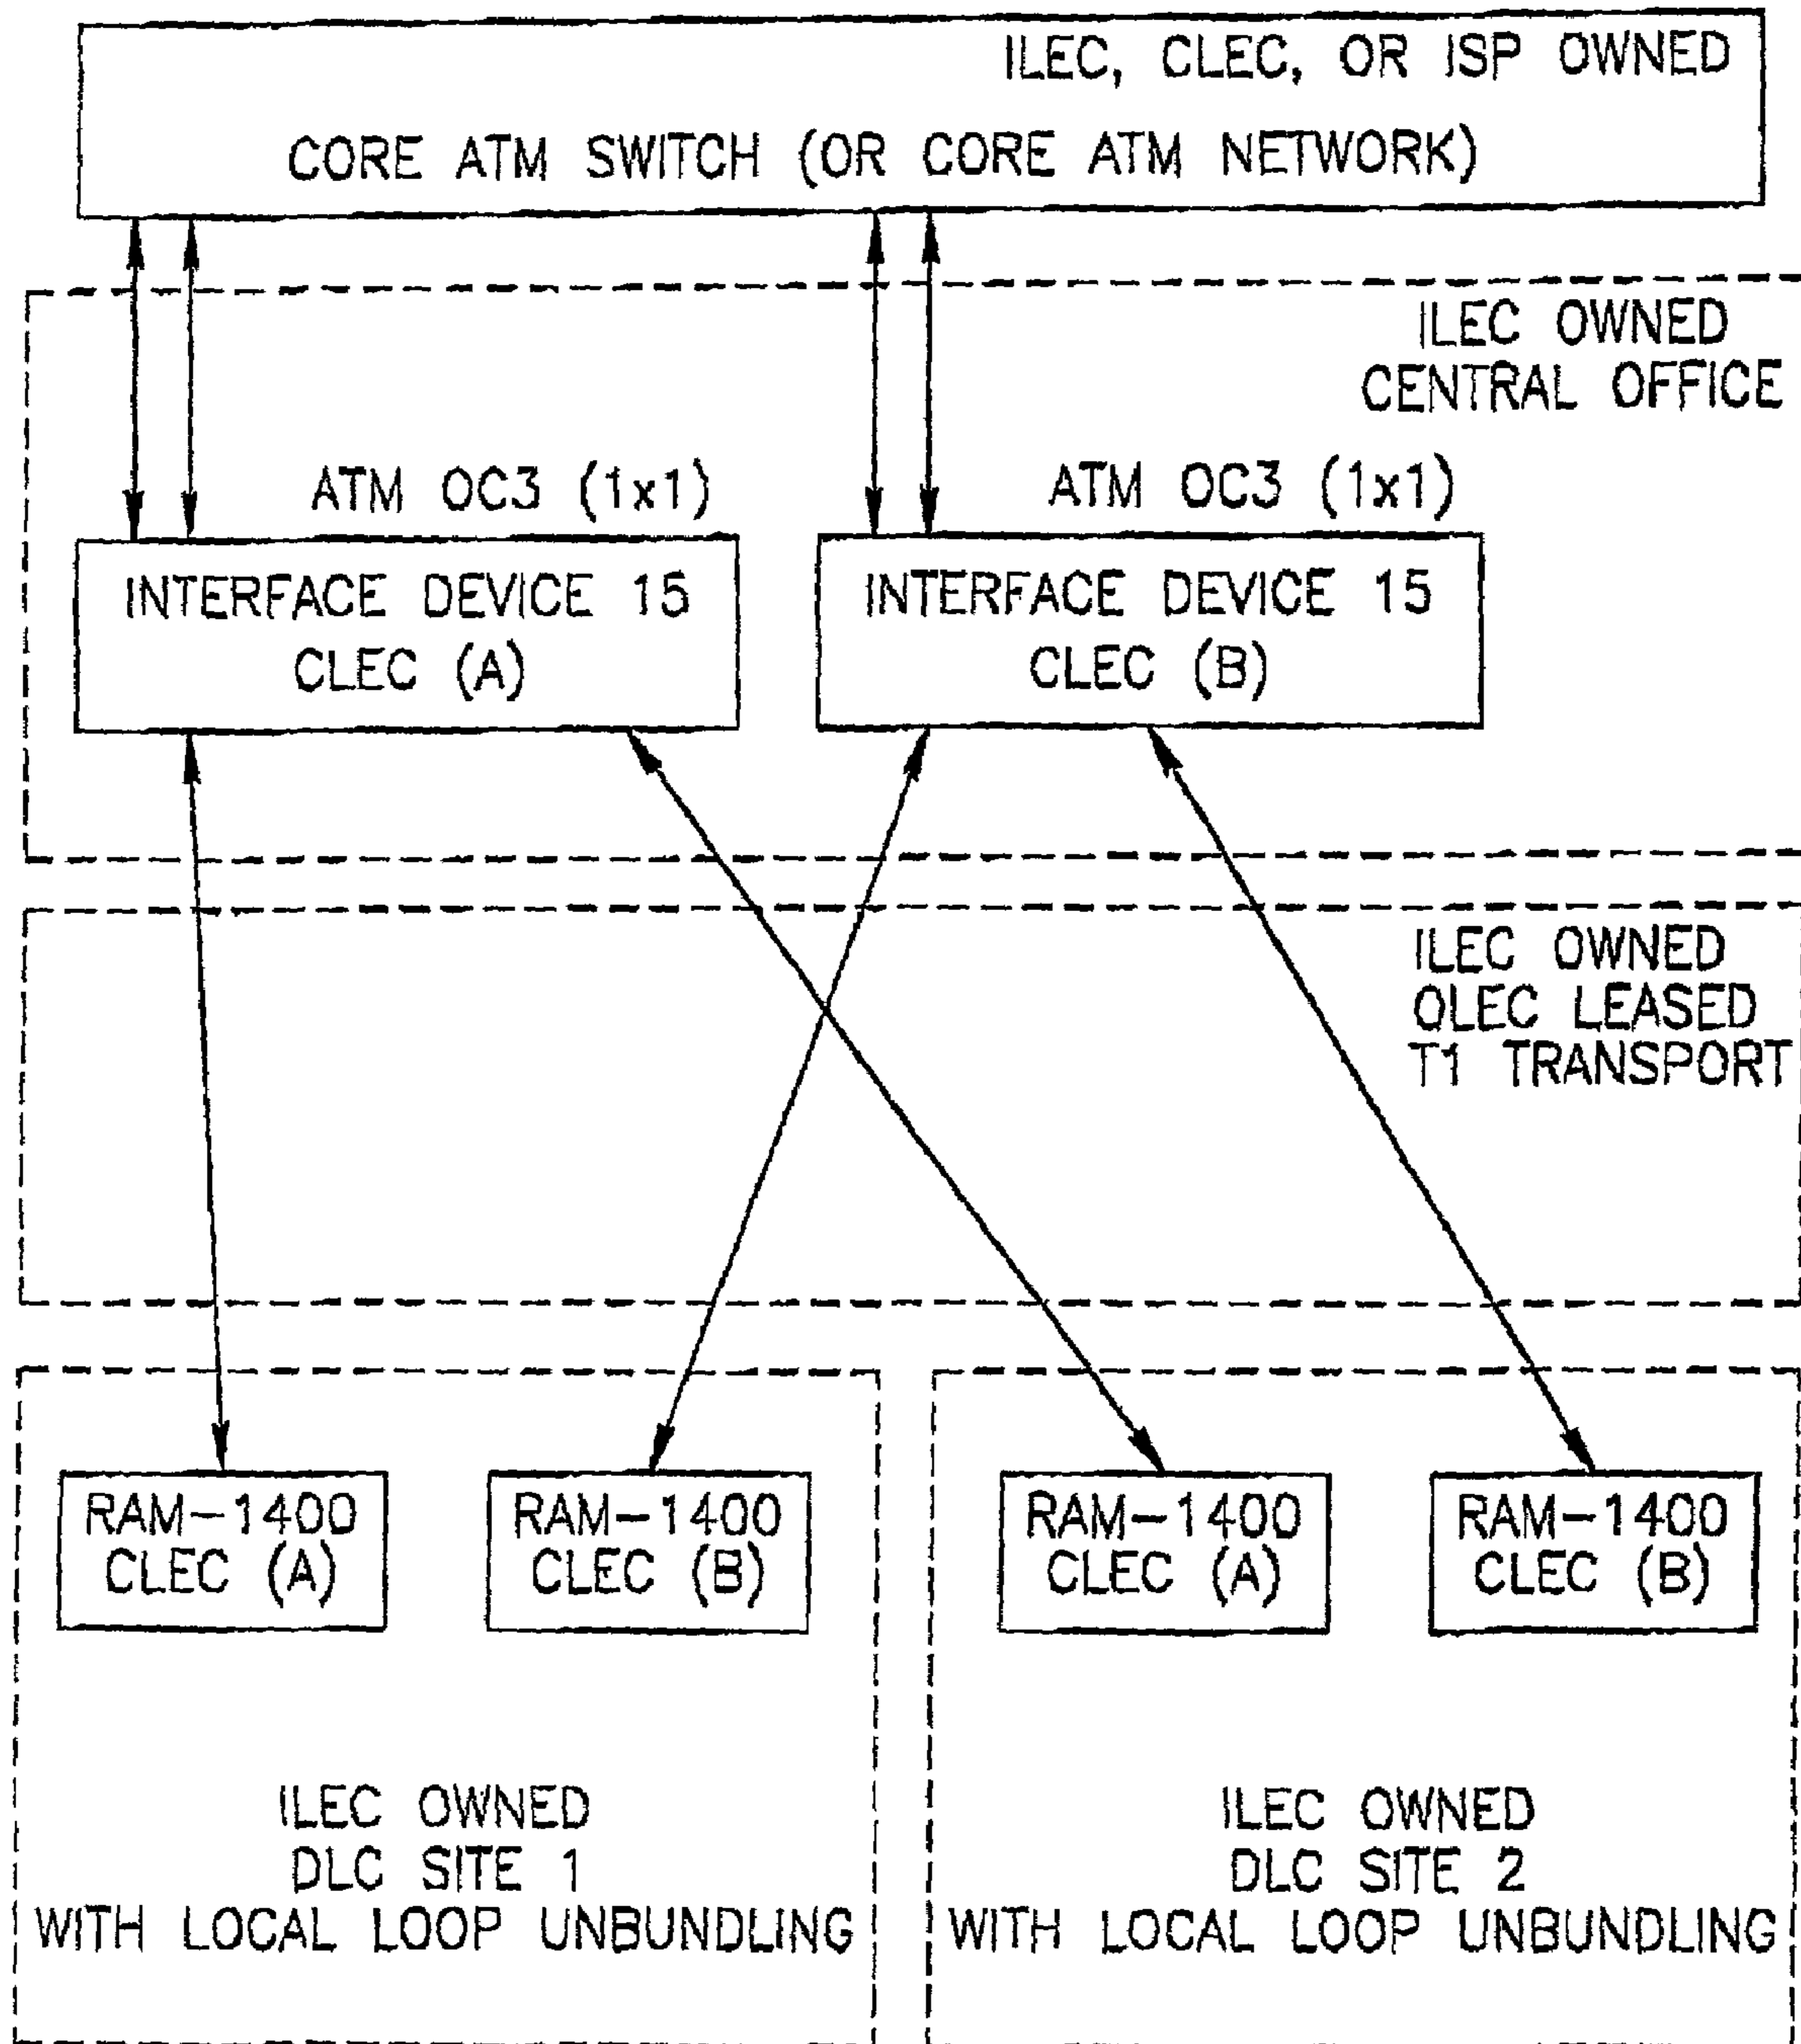 ILEC, CLEC, OR ISP OWNED
CORE ATM SWITCH (OR CORE ATM NETWORK)
ILEC OWNED
CENTRAL OFFICE
ATM OC3 (1x1)
ATM OC3 (1x1)
INTERFACE DEVICE 15
CLEC (A)
INTERFACE DEVICE 15
CLEC (B)
ILEC OWNED
OLEC LEASED
T1 TRANSPORT
RAM-1400
CLEC (A)
RAM-1400
CLEC (B)
RAM-1400
CLEC (A)
RAM-1400
CLEC (B)
ILEC OWNED
DLC SITE 1
WITH LOCAL LOOP UNBUNDLING
ILEC OWNED
DLC SITE 2
WITH LOCAL LOOP UNBUNDLING